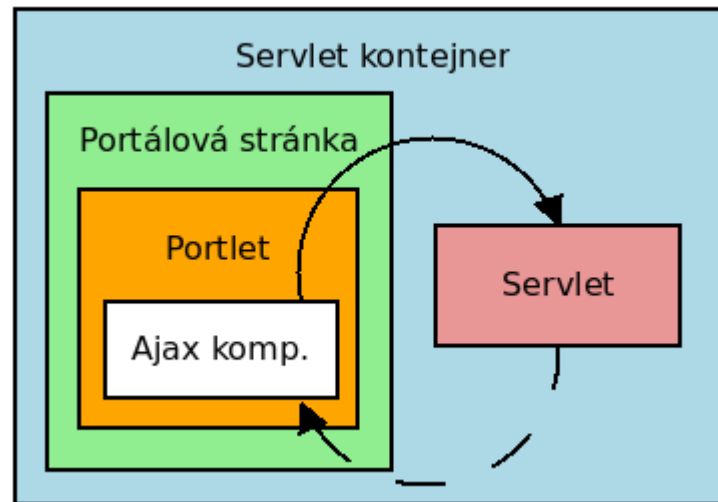 Servlet kontejner
Portálová stránka
Portlet
Servlet
Ajax komp.